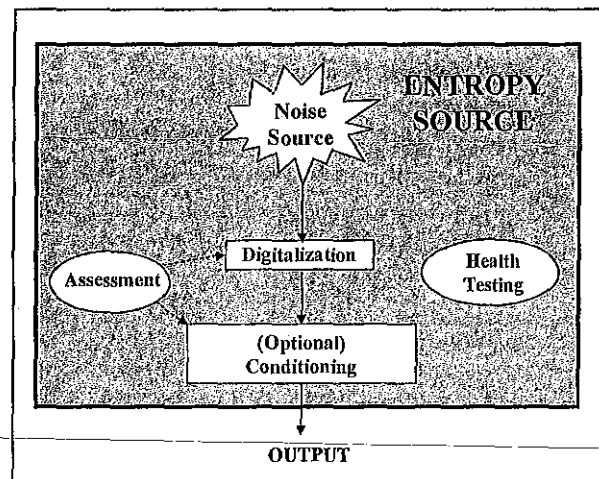 ENTROPY
SOURCE
Noise
Source
Digitalization
Assessment
Health
Testing
(Optional)
Conditioning
OUTPUT